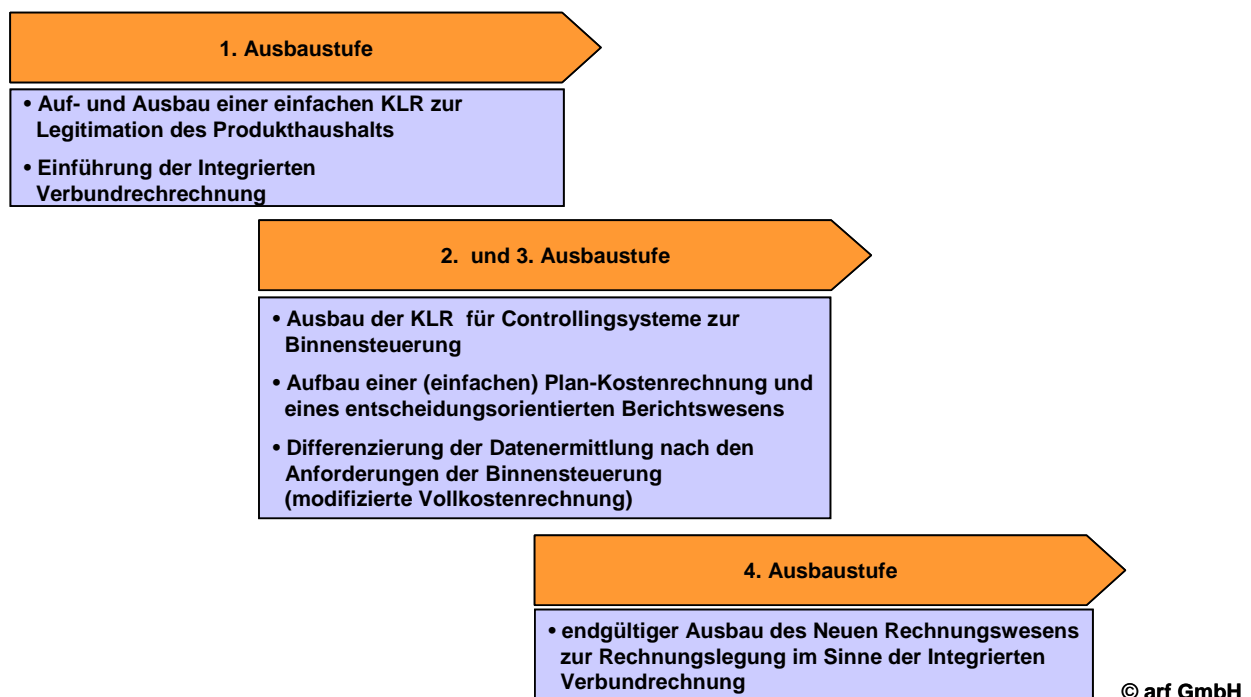 1. Ausbaustufe
• Auf- und Ausbau einer einfachen KLR zur
Legitimation des Produkthaushalts
• Einführung der Integrierten
Verbundrechrechnung
2. und 3. Ausbaustufe
• Ausbau der KLR für Controllingsysteme zur
Binnensteuerung
• Aufbau einer (einfachen) Plan-Kostenrechnung und
eines entscheidungsorientierten Berichtswesens
• Differenzierung der Datenermittlung nach den
Anforderungen der Binnensteuerung
(modifizierte Vollkostenrechnung)
4. Ausbaustufe
• endgültiger Ausbau des Neuen Rechnungswesens
zur Rechnungslegung im Sinne der Integrierten
Verbundrechnung
© arf GmbH